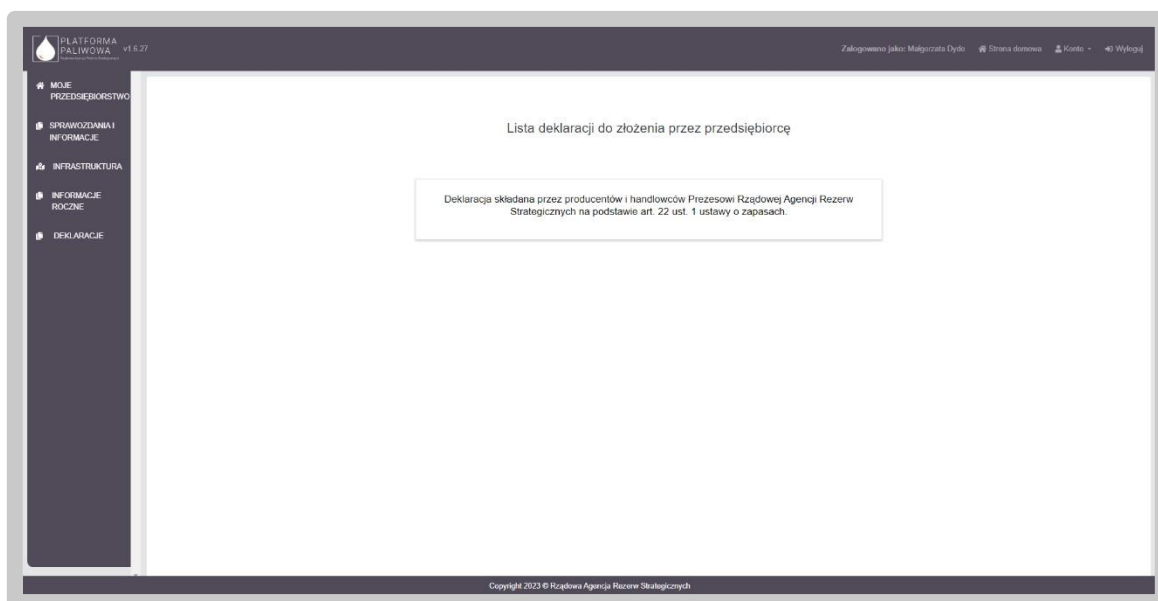 PLATFORMA
PALIWOWA v1.6.27
Zalogowano jako: Małgorzata Dydo Strona domowa Konto Wyloguj
MOJE
PRZEDSIĘBIORSTWO
SPRAWOZDANIA I
INFORMACJE
INFRASTRUKTURA
INFORMACJE
ROCZNE
DEKLARACJE
Lista deklaracji do złożenia przez przedsiębiorcę
Deklaracja składana przez producentów i handlowców Prezesowi Rządowej Agencji Rezerw
Strategicznych na podstawie art. 22 ust. 1 ustawy o zapasach.
Copyright 2023 © Rządowa Agencja Rezerw Strategicznych